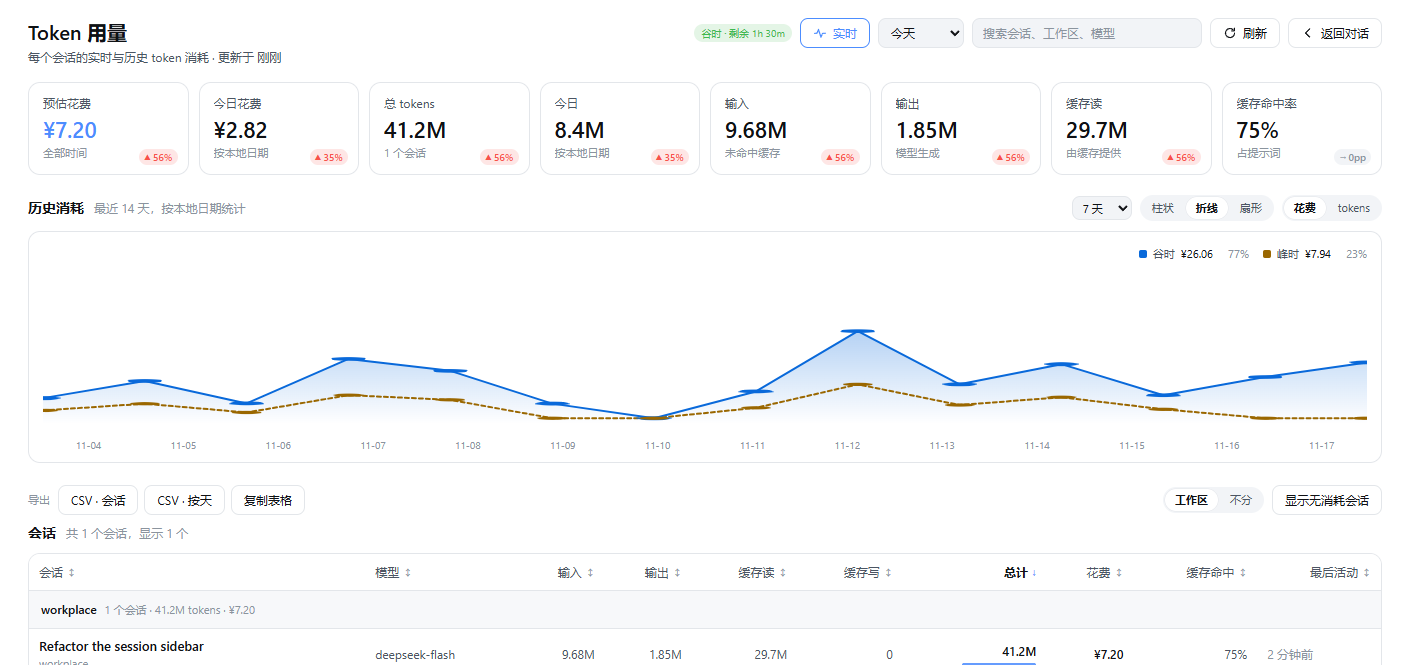 Token 用量
谷时 · 剩余 1h 30m
实时
今天
搜索会话、工作区、模型
刷新
返回对话
每个会话的实时与历史 token 消耗 · 更新于 刚刚
预估花费
¥7.20
全部时间
▲ 56%
今日花费
¥2.82
按本地日期
▲ 35%
总 tokens
41.2M
1 个会话
▲ 56%
今日
8.4M
按本地日期
▲ 35%
输入
9.68M
未命中缓存
▲ 56%
输出
1.85M
模型生成
▲ 56%
缓存读
29.7M
由缓存提供
▲ 56%
缓存命中率
75%
占提示词
→ 0pp
历史消耗 最近 14 天，按本地日期统计
7 天
柱状 折线 扇形
花费 tokens
谷时 ¥26.06 77% 峰时 ¥7.94 23%
11-04 11-05 11-06 11-07 11-08 11-09 11-10 11-11 11-12 11-13 11-14 11-15 11-16 11-17
导出 CSV · 会话 CSV · 按天 复制表格
工作区 不分 显示无消耗会话
会话 共 1 个会话，显示 1 个
会话 ↕ 模型 ↕ 输入 ↕ 输出 ↕ 缓存读 ↕ 缓存写 ↕ 总计 ↓ 花费 ↕ 缓存命中 ↕ 最后活动 ↕
workplace 1 个会话 · 41.2M tokens · ¥7.20
Refactor the session sidebar
deepseek-flash 9.68M 1.85M 29.7M 0 41.2M ¥7.20 75% 2 分钟前
workplace